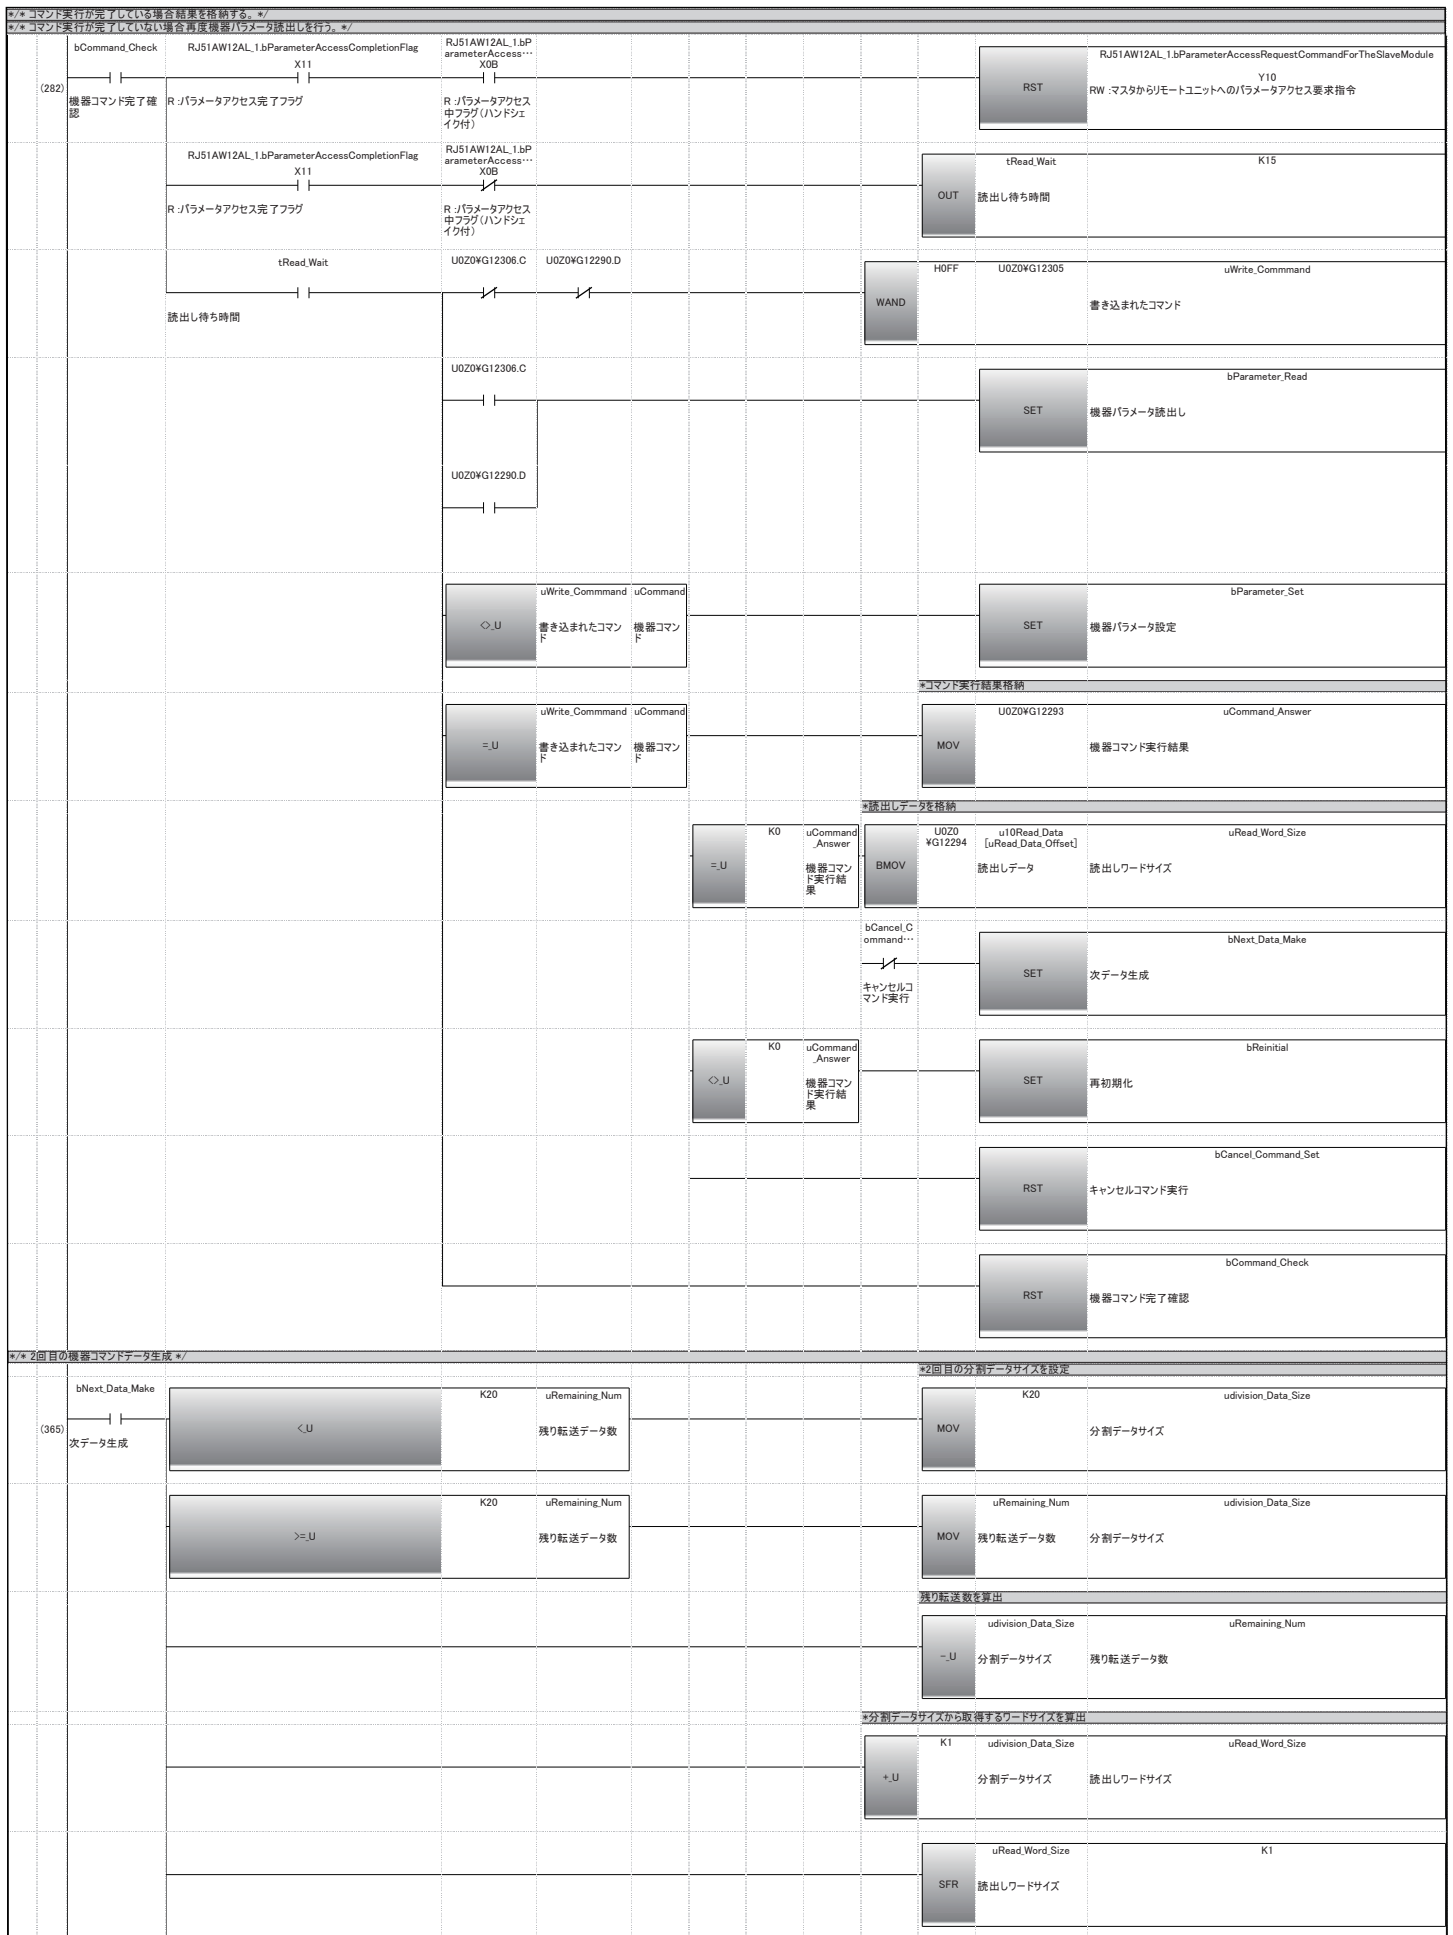 */* コマンド実行が完了している場合結果を格納する。 */
*/* コマンド実行が完了していない場合再度機器パラメータ読出しを行う。 */
(282)
bCommand_Check
機器コマンド完了確
認
RJ51AW12AL_1.bParameterAccessCompletionFlag
X11
R :パラメータアクセス完了フラグ
RJ51AW12AL_1.bP
arameterAccess…
X0B
R :パラメータアクセス
中フラグ(ハンドシェ
イク付)
RST
RJ51AW12AL_1.bParameterAccessRequestCommandForTheSlaveModule
Y10
RW :マスタからリモートユニットへのパラメータアクセス要求指令
RJ51AW12AL_1.bParameterAccessCompletionFlag
X11
R :パラメータアクセス完了フラグ
RJ51AW12AL_1.bP
arameterAccess…
X0B
R :パラメータアクセス
中フラグ(ハンドシェ
イク付)
OUT
tRead_Wait
読出し待ち時間
K15
tRead_Wait
読出し待ち時間
U0Z0¥G12306.C
U0Z0¥G12290.D
WAND
H0FF
U0Z0¥G12305
uWrite_Commmand
書き込まれたコマンド
U0Z0¥G12306.C
SET
bParameter_Read
機器パラメータ読出し
U0Z0¥G12290.D
<>_U
uWrite_Commmand
書き込まれたコマン
ド
uCommand
機器コマン
ド
SET
bParameter_Set
機器パラメータ設定
*コマンド実行結果格納
=_U
uWrite_Commmand
書き込まれたコマン
ド
uCommand
機器コマン
ド
MOV
U0Z0¥G12293
uCommand_Answer
機器コマンド実行結果
*読出しデータを格納
=_U
K0
uCommand
_Answer
機器コマン
ド実行結
果
BMOV
U0Z0
¥G12294
u10Read_Data
[uRead_Data_Offset]
読出しデータ
uRead_Word_Size
読出しワードサイズ
bCancel_C
ommand…
キャンセルコ
マンド実行
SET
bNext_Data_Make
次データ生成
<>_U
K0
uCommand
_Answer
機器コマン
ド実行結
果
SET
bReinitial
再初期化
RST
bCancel_Command_Set
キャンセルコマンド実行
RST
bCommand_Check
機器コマンド完了確認
*/* 2回目の機器コマンドデータ生成 */
*2回目の分割データサイズを設定
(365)
bNext_Data_Make
次データ生成
<_U
K20
uRemaining_Num
残り転送データ数
MOV
K20
udivision_Data_Size
分割データサイズ
>=_U
K20
uRemaining_Num
残り転送データ数
MOV
uRemaining_Num
残り転送データ数
udivision_Data_Size
分割データサイズ
残り転送数を算出
-_U
udivision_Data_Size
分割データサイズ
uRemaining_Num
残り転送データ数
*分割データサイズから取得するワードサイズを算出
+_U
K1
udivision_Data_Size
分割データサイズ
uRead_Word_Size
読出しワードサイズ
SFR
uRead_Word_Size
読出しワードサイズ
K1